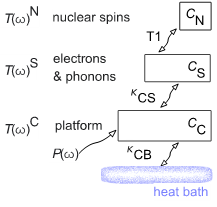 T(ω)^N nuclear spins C_N
T1
T(ω)^S electrons & phonons C_S
κ_CS
T(ω)^C platform C_C
P(ω) κ_CB
heat bath